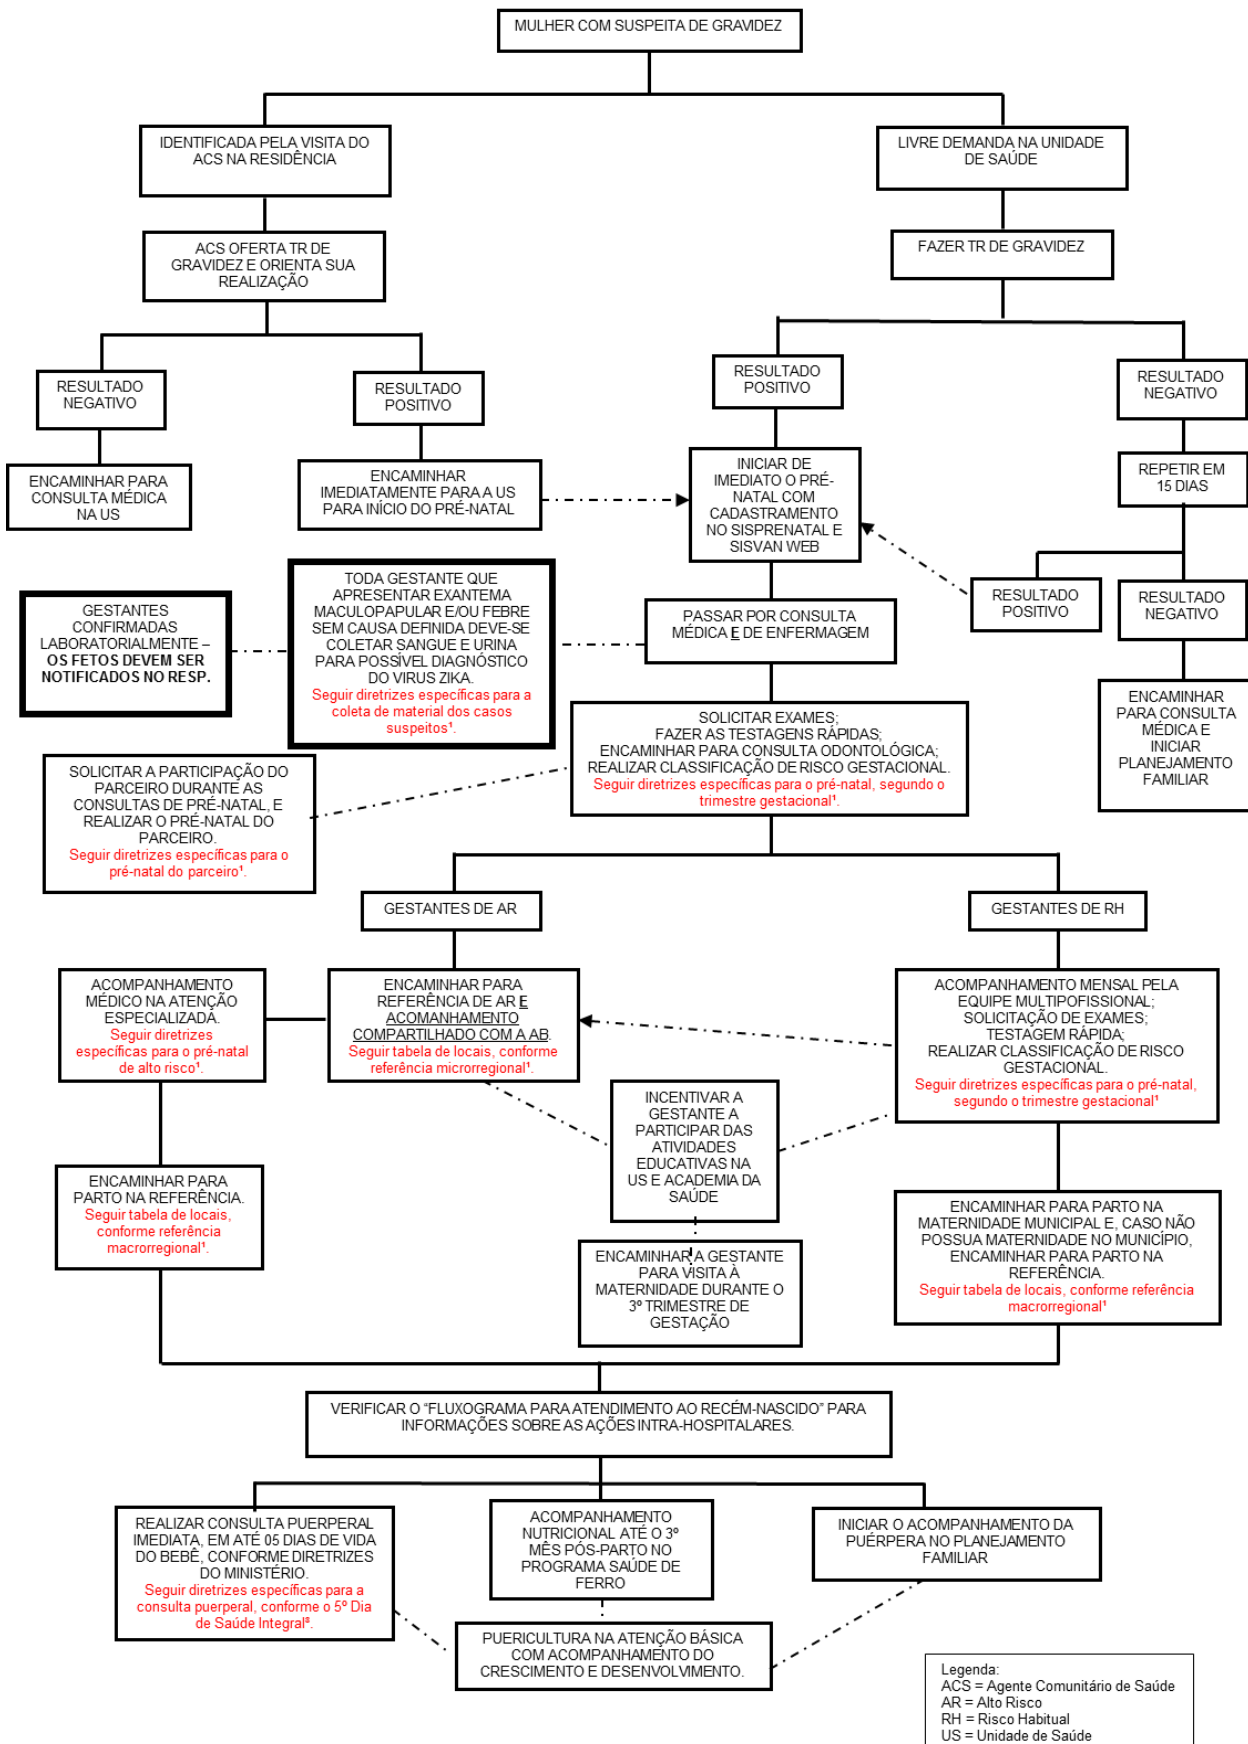 MULHER COM SUSPEITA DE GRAVIDEZ
IDENTIFICADA PELA VISITA DO
ACS NA RESIDÊNCIA
LIVRE DEMANDA NA UNIDADE
DE SAÚDE
ACS OFERTA TR DE
GRAVIDEZ E ORIENTA SUA
REALIZAÇÃO
FAZER TR DE GRAVIDEZ
RESULTADO
NEGATIVO
RESULTADO
POSITIVO
RESULTADO
POSITIVO
RESULTADO
NEGATIVO
ENCAMINHAR PARA
CONSULTA MÉDICA
NA US
ENCAMINHAR
IMEDIATAMENTE PARA A US
PARA INÍCIO DO PRÉ-NATAL
INICIAR DE
IMEDIATO O PRÉ-
NATAL COM
CADASTRAMENTO
NO SISPRENATAL E
SISVAN WEB
REPETIR EM
15 DIAS
RESULTADO
POSITIVO
RESULTADO
NEGATIVO
GESTANTES
CONFIRMADAS
LABORATORIALMENTE –
OS FETOS DEVEM SER
NOTIFICADOS NO RESP.
TODA GESTANTE QUE
APRESENTAR EXANTEMA
MACULOPAPULAR E/OU FEBRE
SEM CAUSA DEFINIDA DEVE-SE
COLETAR SANGUE E URINA
PARA POSSÍVEL DIAGNÓSTICO
DO VIRUS ZIKA.
Seguir diretrizes específicas para a
coleta de material dos casos
suspeitos¹.
PASSAR POR CONSULTA
MÉDICA E DE ENFERMAGEM
ENCAMINHAR
PARA CONSULTA
MÉDICA E
INICIAR
PLANEJAMENTO
FAMILIAR
SOLICITAR EXAMES;
FAZER AS TESTAGENS RÁPIDAS;
ENCAMINHAR PARA CONSULTA ODONTOLÓGICA;
REALIZAR CLASSIFICAÇÃO DE RISCO GESTACIONAL.
Seguir diretrizes específicas para o pré-natal, segundo o
trimestre gestacional¹.
SOLICITAR A PARTICIPAÇÃO DO
PARCEIRO DURANTE AS
CONSULTAS DE PRÉ-NATAL, E
REALIZAR O PRÉ-NATAL DO
PARCEIRO.
Seguir diretrizes específicas para o
pré-natal do parceiro¹.
GESTANTES DE AR
GESTANTES DE RH
ACOMPANHAMENTO
MÉDICO NA ATENÇÃO
ESPECIALIZADA.
Seguir diretrizes
específicas para o pré-natal
de alto risco¹.
ENCAMINHAR PARA
REFERÊNCIA DE AR E
ACOMANHAMENTO
COMPARTILHADO COM A AB.
Seguir tabela de locais, conforme
referência microrregional¹.
ACOMPANHAMENTO MENSAL PELA
EQUIPE MULTIPOFISSIONAL;
SOLICITAÇÃO DE EXAMES;
TESTAGEM RÁPIDA;
REALIZAR CLASSIFICAÇÃO DE RISCO
GESTACIONAL.
Seguir diretrizes específicas para o pré-natal,
segundo o trimestre gestacional¹
INCENTIVAR A
GESTANTE A
PARTICIPAR DAS
ATIVIDADES
EDUCATIVAS NA
US E ACADEMIA DA
SAÚDE
ENCAMINHAR PARA
PARTO NA REFERÊNCIA.
Seguir tabela de locais,
conforme referência
macrorregional¹.
ENCAMINHAR PARA PARTO NA
MATERNIDADE MUNICIPAL E, CASO NÃO
POSSUA MATERNIDADE NO MUNICÍPIO,
ENCAMINHAR PARA PARTO NA
REFERÊNCIA.
Seguir tabela de locais, conforme referência
macrorregional¹
ENCAMINHAR A GESTANTE
PARA VISITA À
MATERNIDADE DURANTE O
3º TRIMESTRE DE
GESTAÇÃO
VERIFICAR O “FLUXOGRAMA PARA ATENDIMENTO AO RECÉM-NASCIDO” PARA
INFORMAÇÕES SOBRE AS AÇÕES INTRA-HOSPITALARES.
REALIZAR CONSULTA PUERPERAL
IMEDIATA, EM ATÉ 05 DIAS DE VIDA
DO BEBÊ, CONFORME DIRETRIZES
DO MINISTÉRIO.
Seguir diretrizes específicas para a
consulta puerperal, conforme o 5º Dia
de Saúde Integral⁸.
ACOMPANHAMENTO
NUTRICIONAL ATÉ O 3º
MÊS PÓS-PARTO NO
PROGRAMA SAÚDE DE
FERRO
INICIAR O ACOMPANHAMENTO DA
PUÉRPERA NO PLANEJAMENTO
FAMILIAR
PUERICULTURA NA ATENÇÃO BÁSICA
COM ACOMPANHAMENTO DO
CRESCIMENTO E DESENVOLVIMENTO.
Legenda:
ACS = Agente Comunitário de Saúde
AR = Alto Risco
RH = Risco Habitual
US = Unidade de Saúde